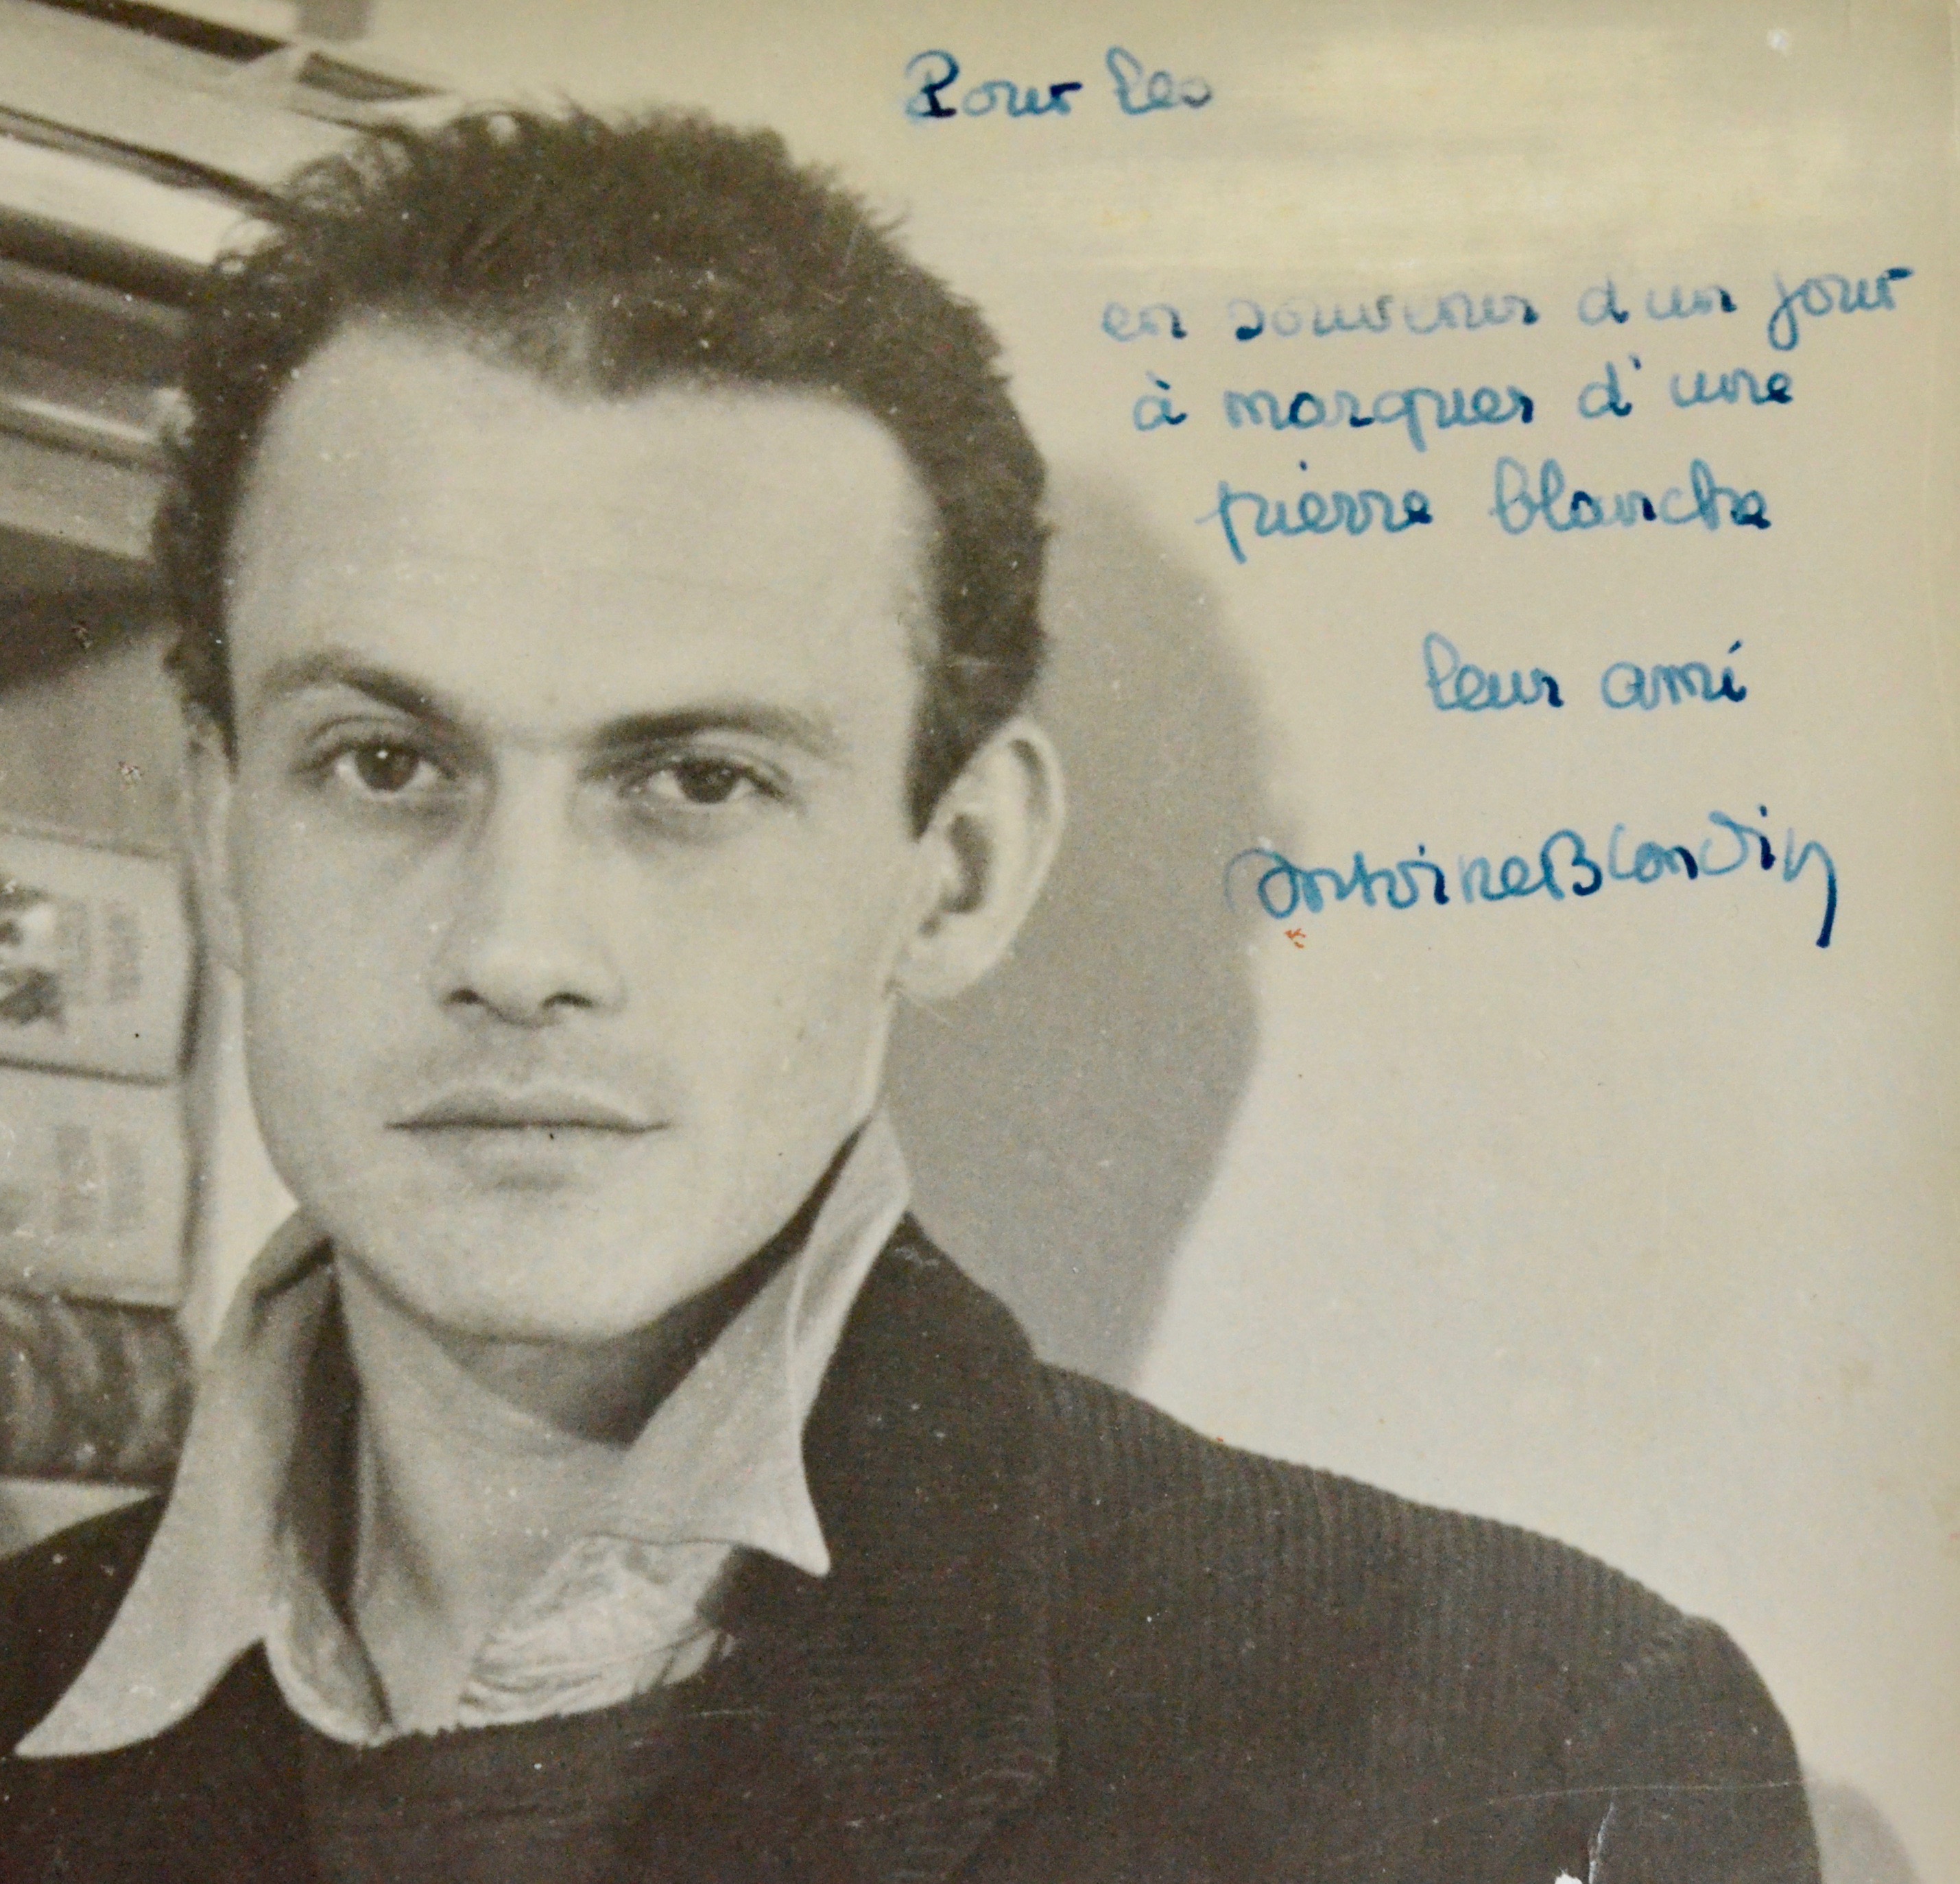 Pour les
en souvenir d'un jour
à marquer d'une
pierre blanche
leur ami
Antoine Blondin